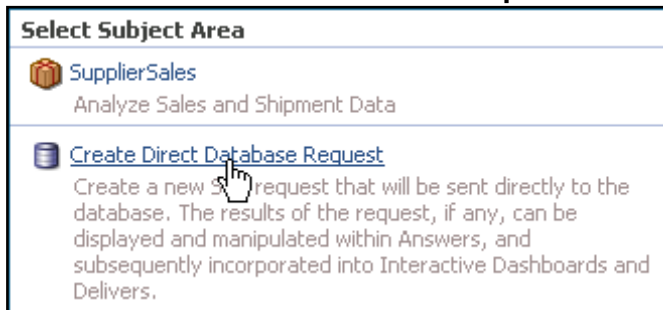 Select Subject Area
SupplierSales
Analyze Sales and Shipment Data
Create Direct Database Request
Create a new request that will be sent directly to the
database. The results of the request, if any, can be
displayed and manipulated within Answers, and
subsequently incorporated into Interactive Dashboards and
Delivers.